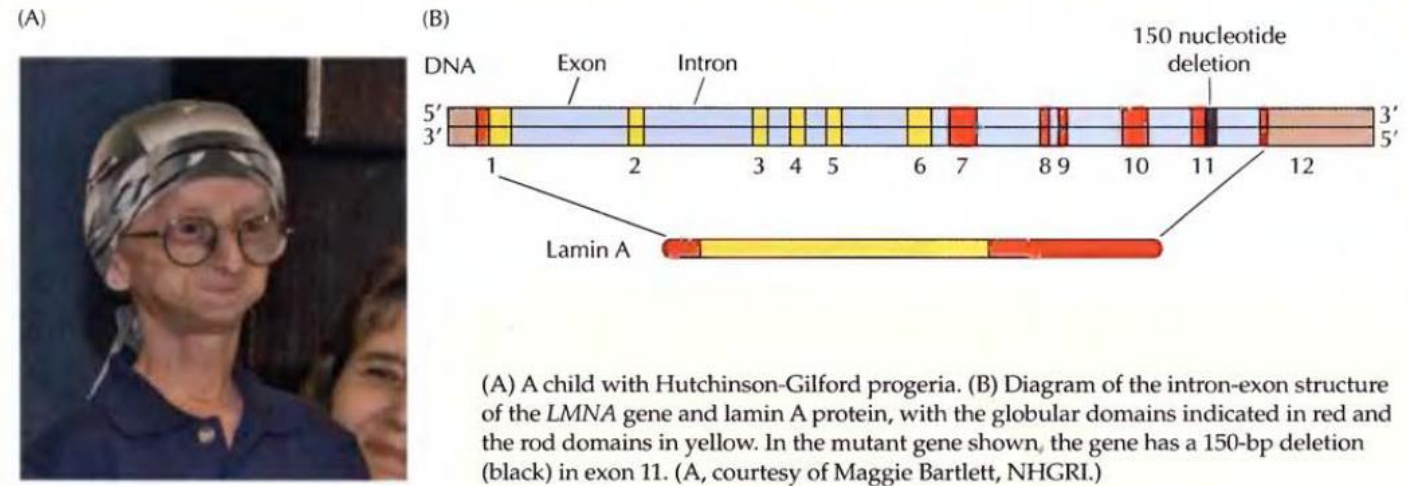 (A)
(B)
150 nucleotide
deletion
DNA
Exon
Intron
5′
3′
3′
5′
1
2
3
4
5
6
7
8
9
10
11
12
Lamin A
(A) A child with Hutchinson-Gilford progeria. (B) Diagram of the intron-exon structure
of the LMNA gene and lamin A protein, with the globular domains indicated in red and
the rod domains in yellow. In the mutant gene shown, the gene has a 150-bp deletion
(black) in exon 11. (A, courtesy of Maggie Bartlett, NHGRI.)